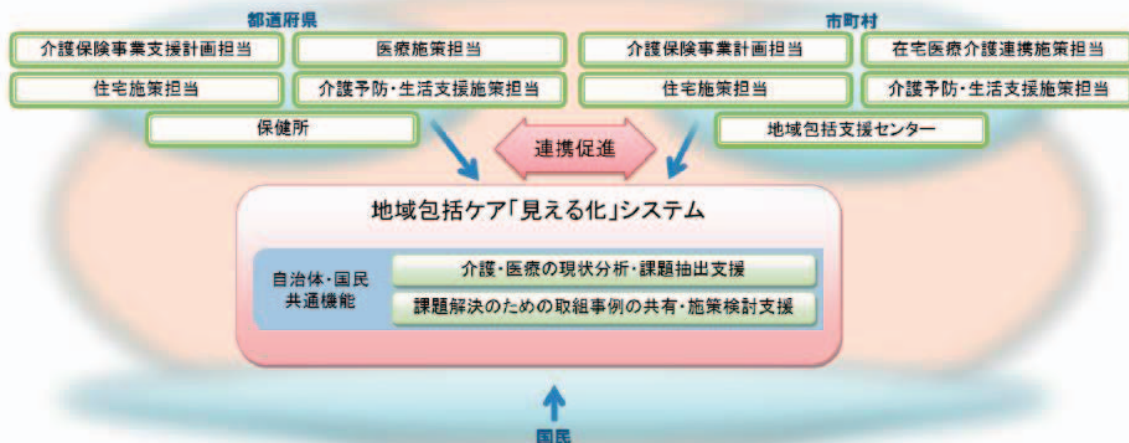 都道府県
市町村
介護保険事業支援計画担当
医療施策担当
介護保険事業計画担当
在宅医療介護連携施策担当
住宅施策担当
介護予防・生活支援施策担当
住宅施策担当
介護予防・生活支援施策担当
保健所
地域包括支援センター
連携促進
地域包括ケア「見える化」システム
自治体・国民
共通機能
介護・医療の現状分析・課題抽出支援
課題解決のための取組事例の共有・施策検討支援
国民